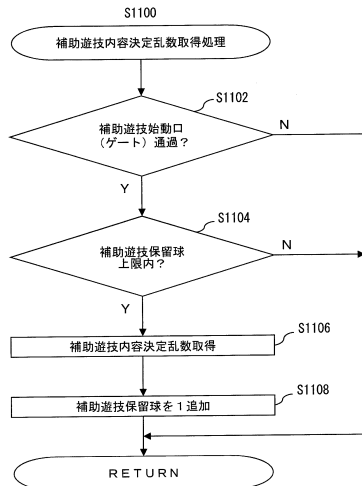 S1100
補助遊技内容決定乱数取得処理
S1102
補助遊技始動口
(ゲート)通過?
N
Y
S1104
補助遊技保留球
上限内?
N
Y
S1106
補助遊技内容決定乱数取得
S1108
補助遊技保留球を1追加
RETURN